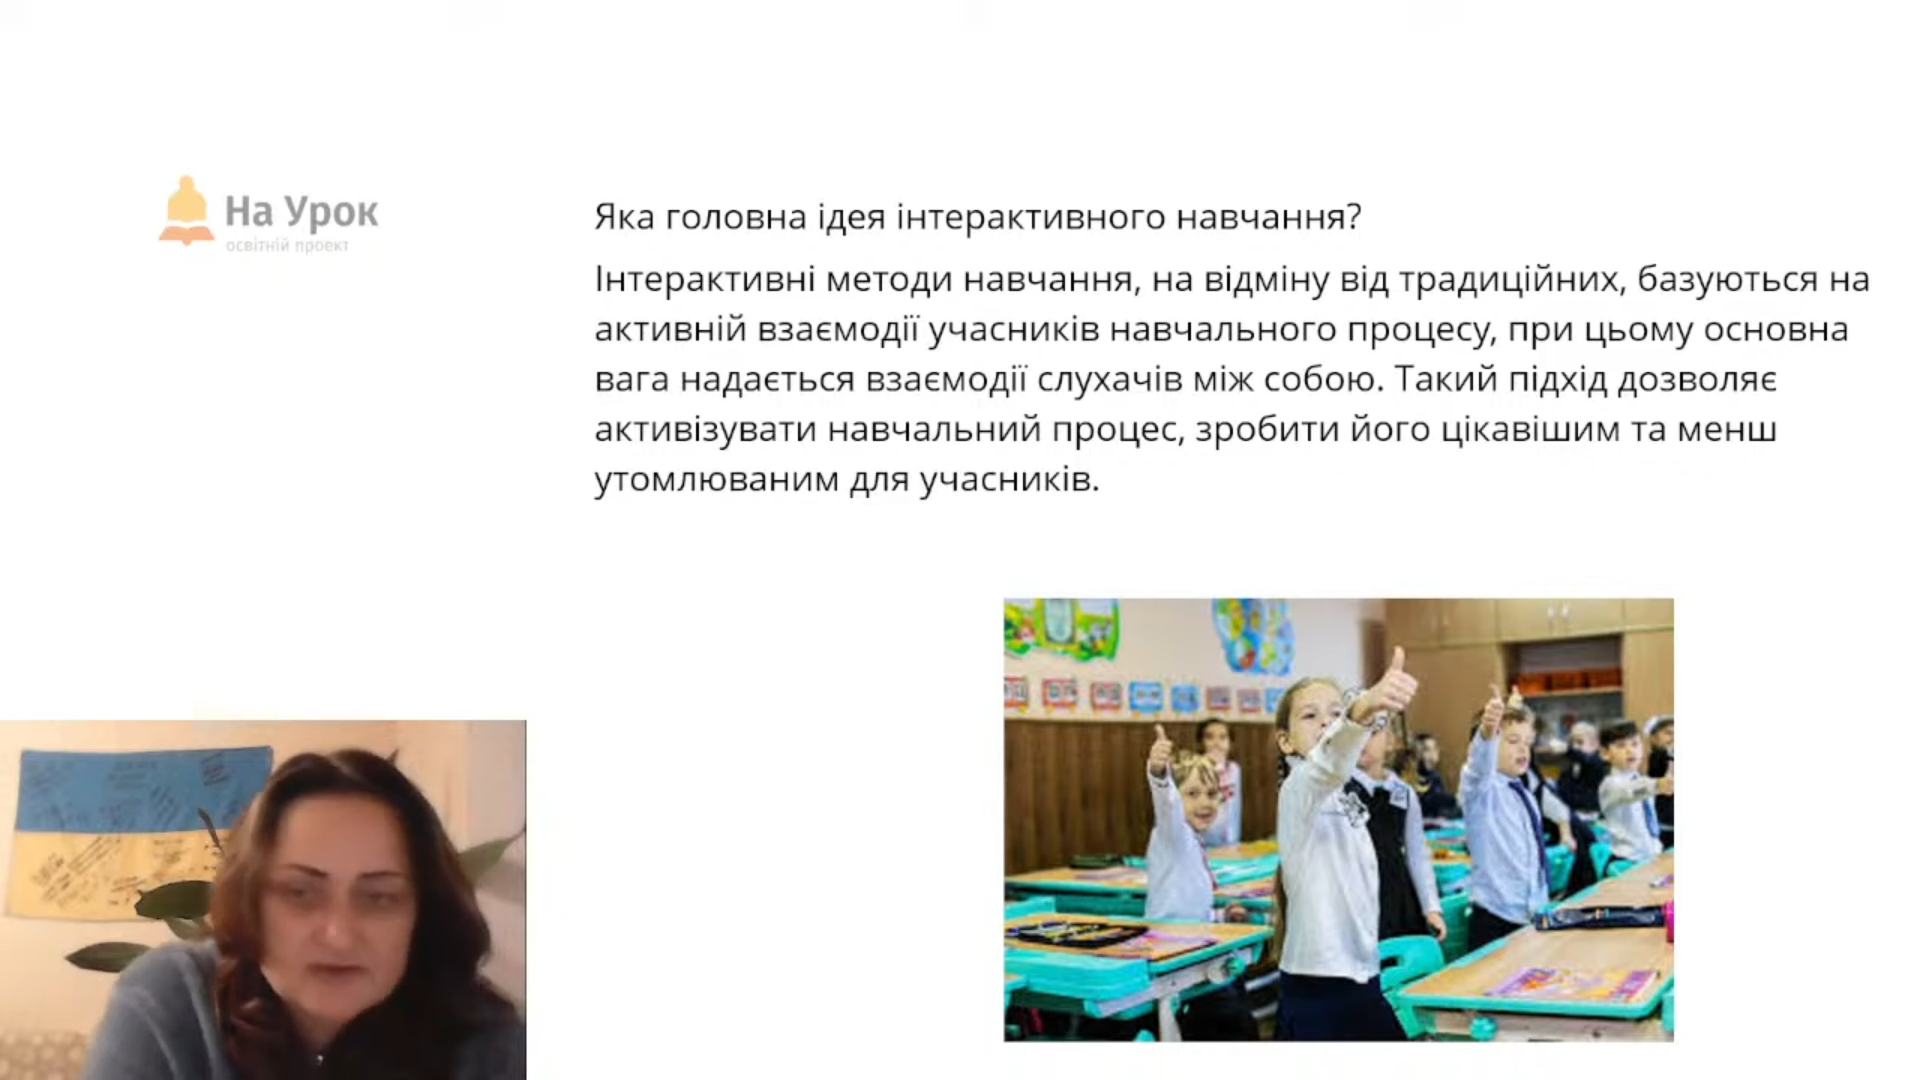 На Урок
освітній проект
Яка головна ідея інтерактивного навчання?
Інтерактивні методи навчання, на відміну від традиційних, базуються на
активній взаємодії учасників навчального процесу, при цьому основна
вага надається взаємодії слухачів між собою. Такий підхід дозволяє
активізувати навчальний процес, зробити його цікавішим та менш
утомлюваним для учасників.